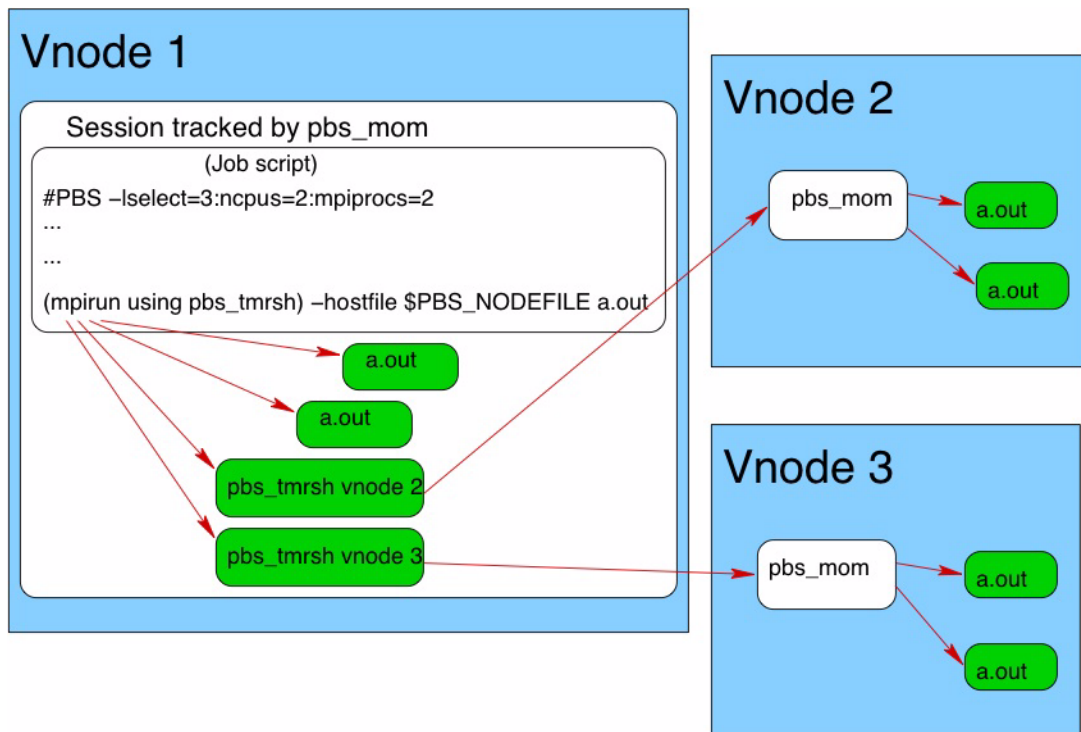 Vnode 1
Session tracked by pbs_mom
(Job script)
#PBS –lselect=3:ncpus=2:mpiprocs=2
...
...
(mpirun using pbs_tmrsh) –hostfile $PBS_NODEFILE a.out
a.out
a.out
pbs_tmrsh vnode 2
pbs_tmrsh vnode 3
Vnode 2
pbs_mom
a.out
a.out
Vnode 3
pbs_mom
a.out
a.out